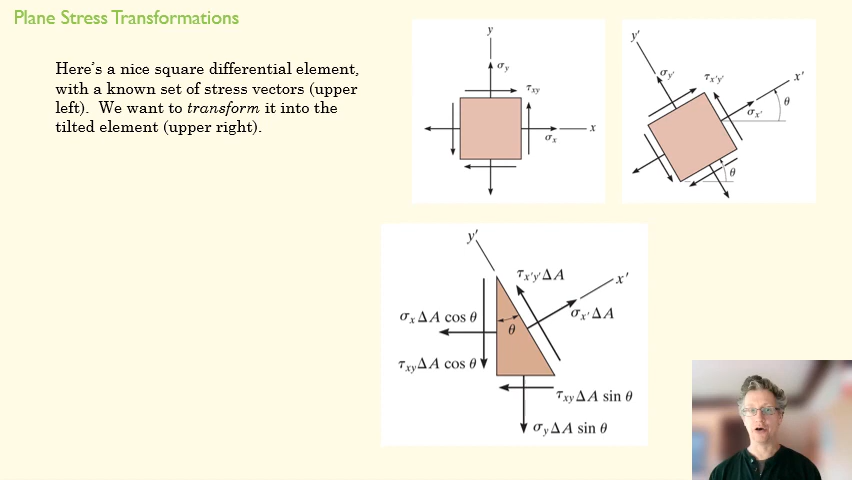 Plane Stress Transformations
Here's a nice square differential element,
with a known set of stress vectors (upper
left). We want to transform it into the
tilted element (upper right).
y
σy
τxy
σx
x
y'
σy'
τx'y'
x'
θ
σx'
θ
y'
τx'y'ΔA
x'
σx'ΔA
σxΔA cos θ
θ
τxyΔA cos θ
τxyΔA sin θ
σyΔA sin θ